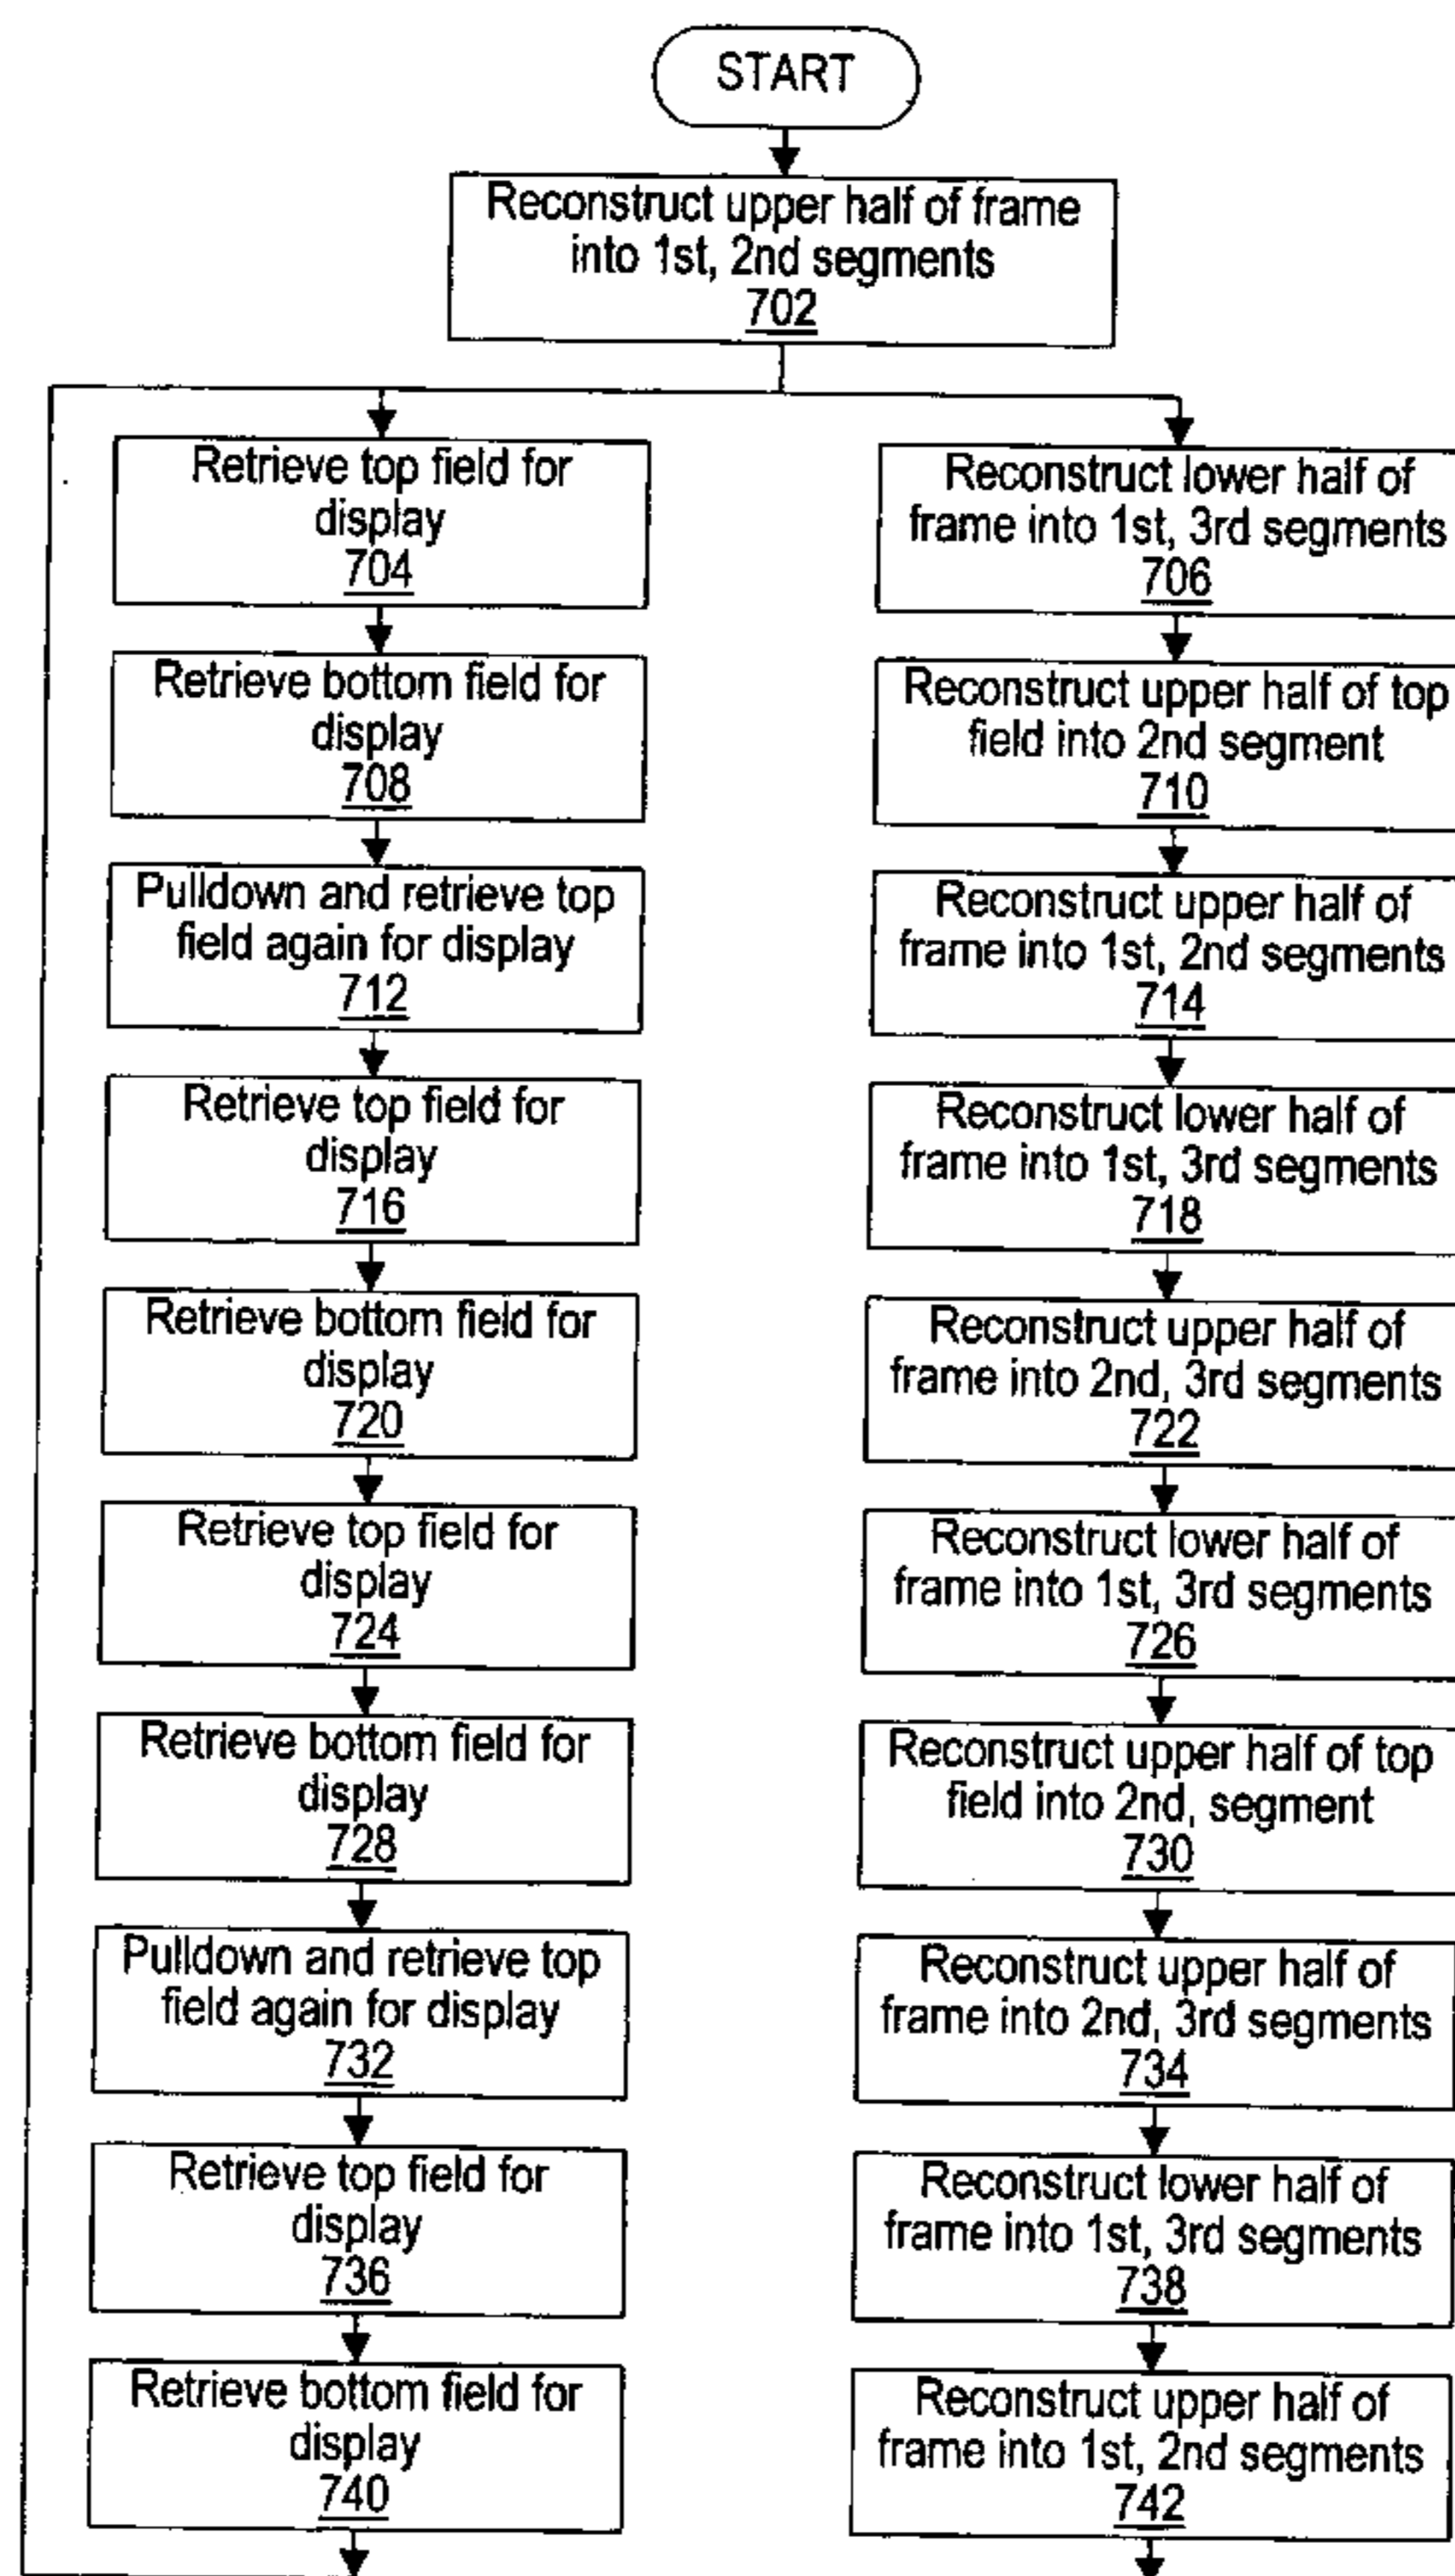 START
Reconstruct upper half of frame
into 1st, 2nd segments
702
Retrieve top field for
display
704
Reconstruct lower half of
frame into 1st, 3rd segments
706
Retrieve bottom field for
display
708
Reconstruct upper half of top
field into 2nd segment
710
Pulldown and retrieve top
field again for display
712
Reconstruct upper half of
frame into 1st, 2nd segments
714
Retrieve top field for
display
716
Reconstruct lower half of
frame into 1st, 3rd segments
718
Retrieve bottom field for
display
720
Reconstruct upper half of
frame into 2nd, 3rd segments
722
Retrieve top field for
display
724
Reconstruct lower half of
frame into 1st, 3rd segments
726
Retrieve bottom field for
display
728
Reconstruct upper half of top
field into 2nd, segment
730
Pulldown and retrieve top
field again for display
732
Reconstruct upper half of
frame into 2nd, 3rd segments
734
Retrieve top field for
display
736
Reconstruct lower half of
frame into 1st, 3rd segments
738
Retrieve bottom field for
display
740
Reconstruct upper half of
frame into 1st, 2nd segments
742